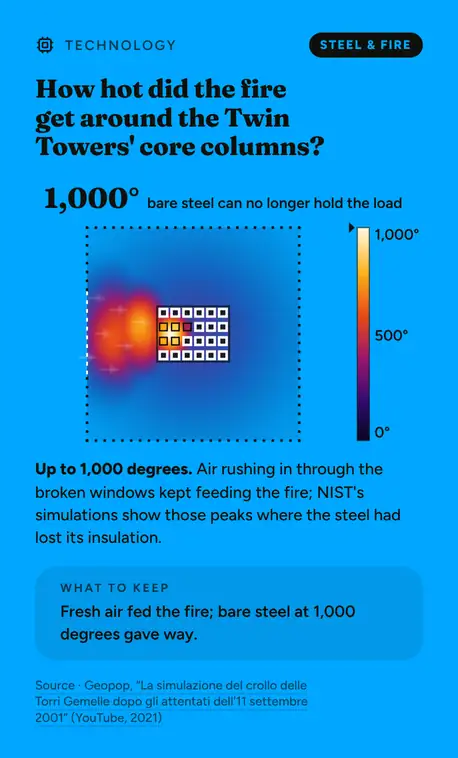 TECHNOLOGY
STEEL & FIRE
How hot did the fire
get around the Twin
Towers' core columns?
1,000° bare steel can no longer hold the load
1,000°
500°
0°
Up to 1,000 degrees. Air rushing in through the
broken windows kept feeding the fire; NIST's
simulations show those peaks where the steel had
lost its insulation.
WHAT TO KEEP
Fresh air fed the fire; bare steel at 1,000
degrees gave way.
Source · Geopop, “La simulazione del crollo delle
Torri Gemelle dopo gli attentati dell'11 settembre
2001” (YouTube, 2021)